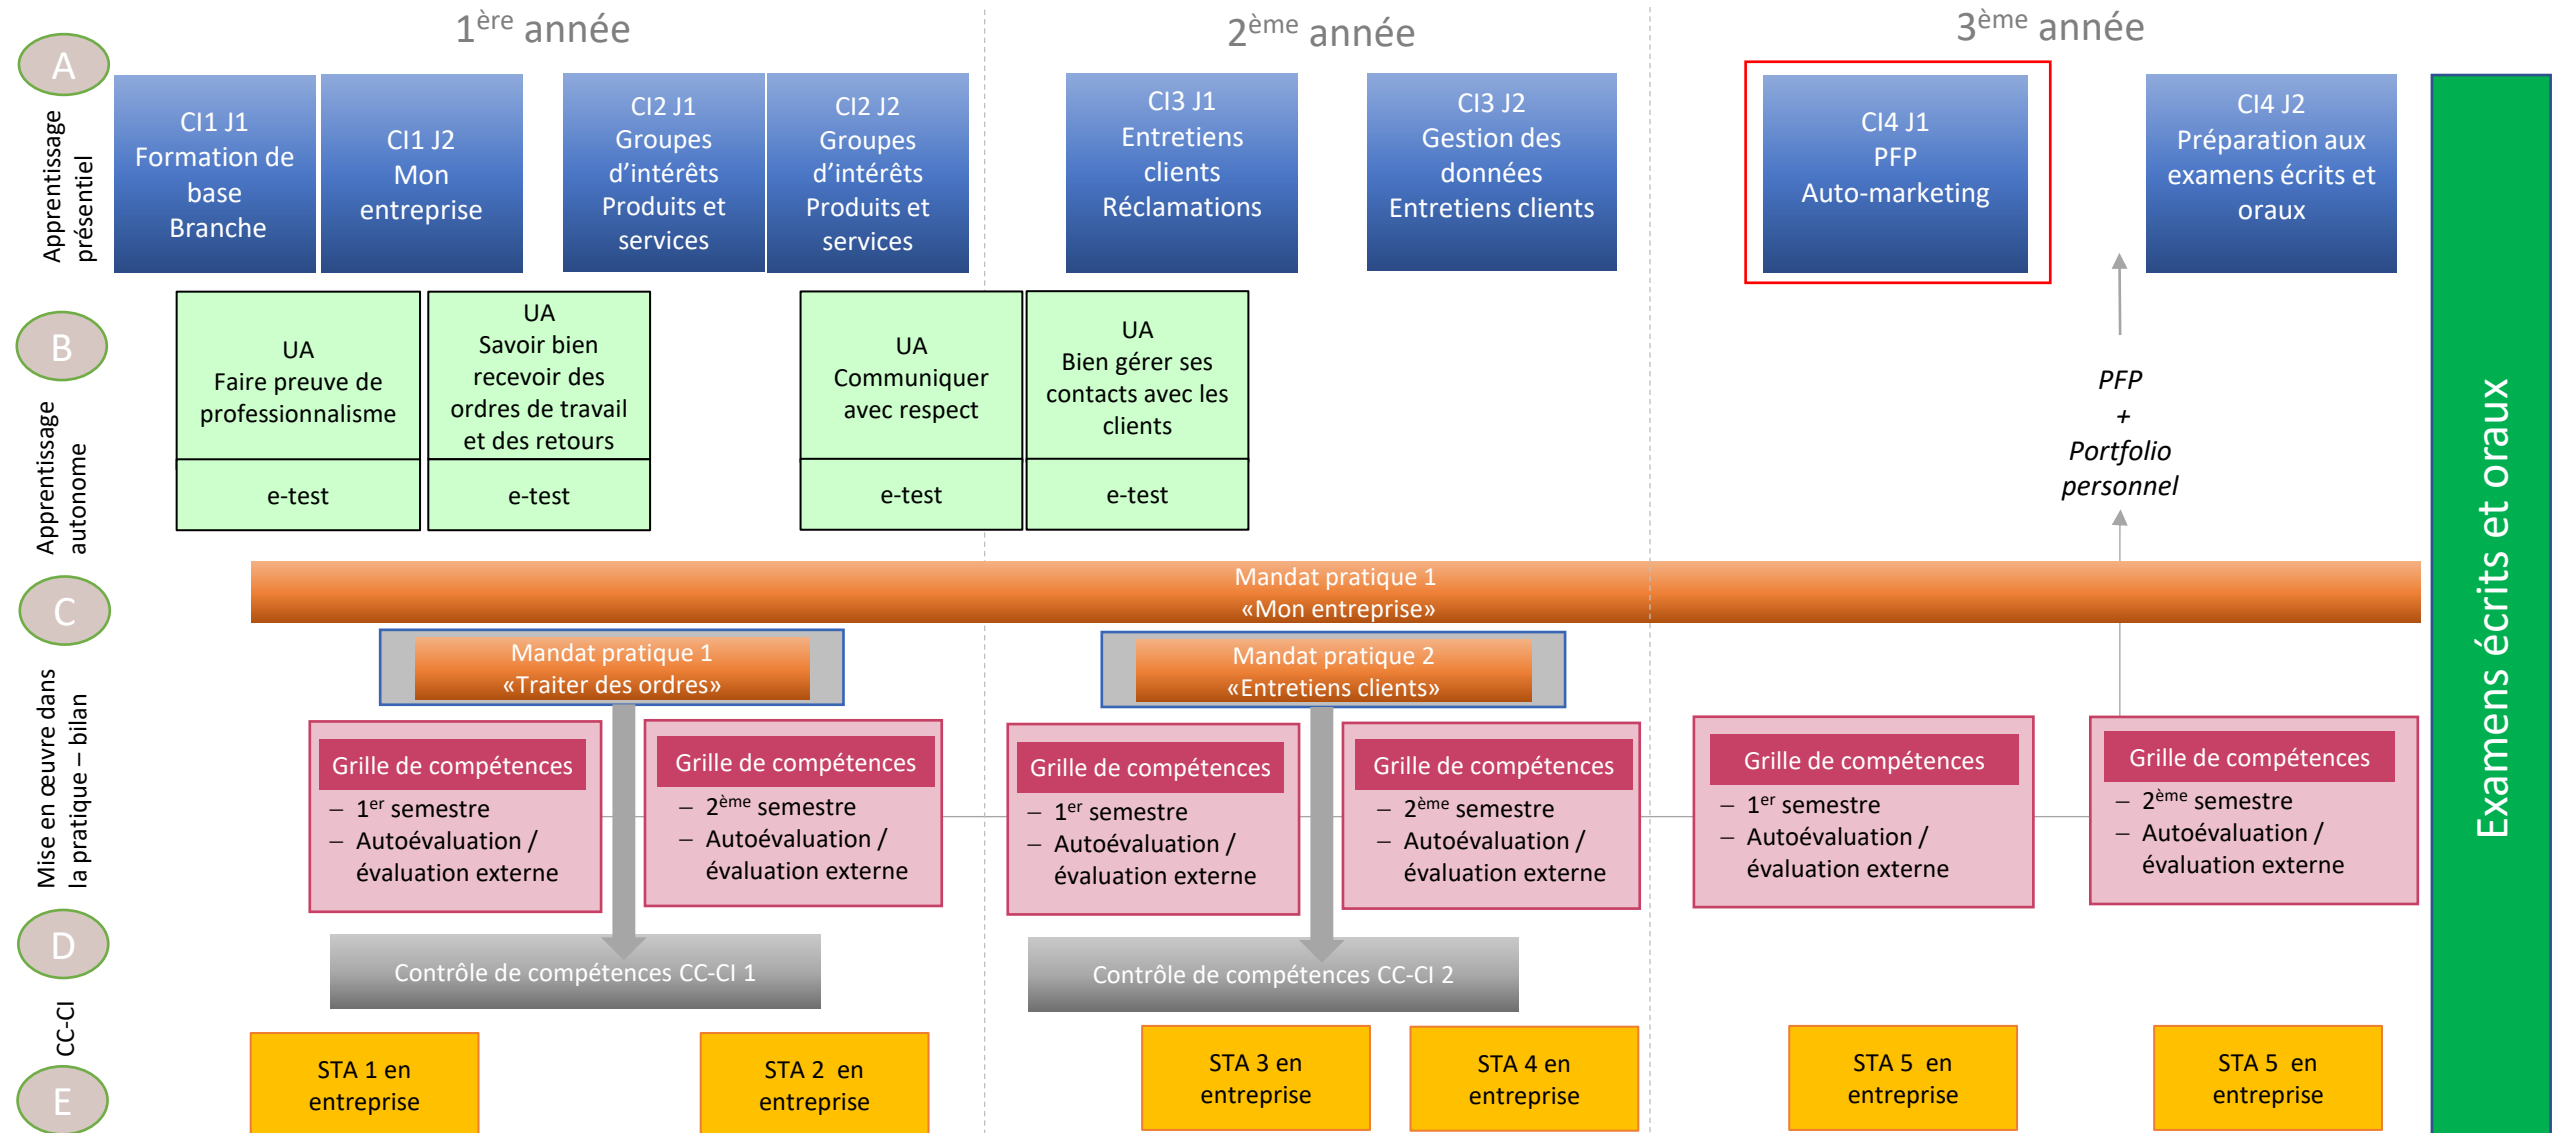 1ère année
2ème année
3ème année
A
Apprentissage
présentiel
CI1 J1
Formation de
base
Branche
CI1 J2
Mon
entreprise
CI2 J1
Groupes
d’intérêts
Produits et
services
CI2 J2
Groupes
d’intérêts
Produits et
services
CI3 J1
Entretiens
clients
Réclamations
CI3 J2
Gestion des
données
Entretiens clients
CI4 J1
PFP
Auto-marketing
CI4 J2
Préparation aux
examens écrits et
oraux
Examens écrits et oraux
B
Apprentissage
autonome
UA
Faire preuve de
professionnalisme
e-test
UA
Savoir bien
recevoir des
ordres de travail
et des retours
e-test
UA
Communiquer
avec respect
e-test
UA
Bien gérer ses
contacts avec les
clients
e-test
PFP
+
Portfolio
personnel
C
Mise en œuvre dans
la pratique – bilan
Mandat pratique 1
«Mon entreprise»
Mandat pratique 1
«Traiter des ordres»
Mandat pratique 2
«Entretiens clients»
Grille de compétences
– 1er semestre
– Autoévaluation /
évaluation externe
Grille de compétences
– 2ème semestre
– Autoévaluation /
évaluation externe
Grille de compétences
– 1er semestre
– Autoévaluation /
évaluation externe
Grille de compétences
– 2ème semestre
– Autoévaluation /
évaluation externe
Grille de compétences
– 1er semestre
– Autoévaluation /
évaluation externe
Grille de compétences
– 2ème semestre
– Autoévaluation /
évaluation externe
D
CC-CI
Contrôle de compétences CC-CI 1
Contrôle de compétences CC-CI 2
E
STA 1 en
entreprise
STA 2 en
entreprise
STA 3 en
entreprise
STA 4 en
entreprise
STA 5 en
entreprise
STA 5 en
entreprise